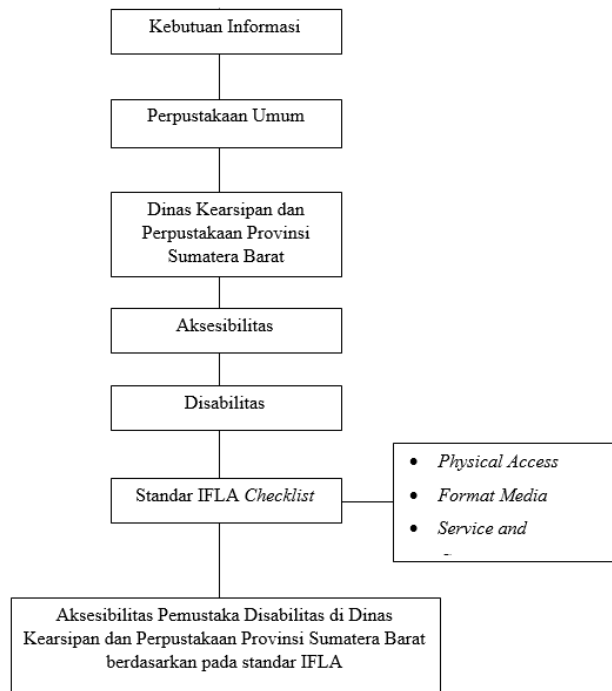 Kebutuan Informasi
Perpustakaan Umum
Dinas Kearsipan dan
Perpustakaan Provinsi
Sumatera Barat
Aksesibilitas
Disabilitas
Standar IFLA Checklist
• Physical Access
• Format Media
• Service and
Aksesibilitas Pemustaka Disabilitas di Dinas
Kearsipan dan Perpustakaan Provinsi Sumatera Barat
berdasarkan pada standar IFLA